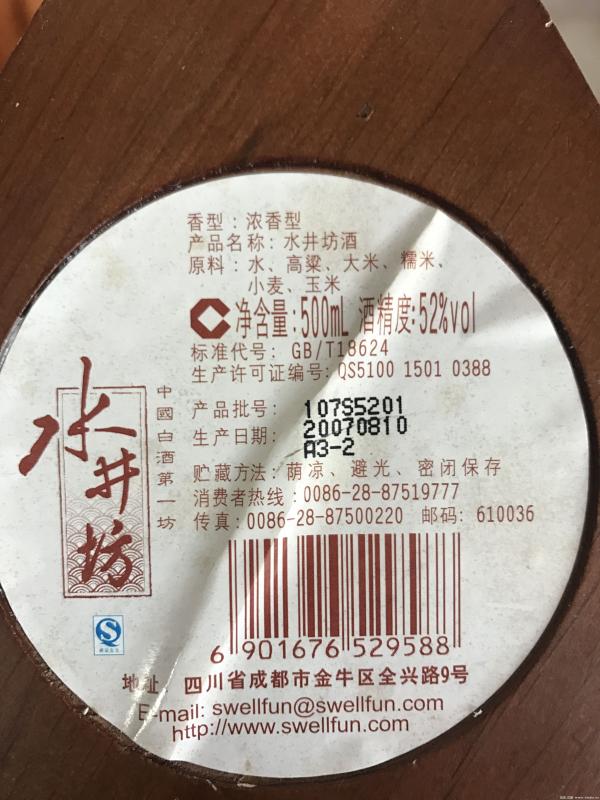 香型：浓香型
产品名称：水井坊酒
原料：水、高粱、大米、糯米、
小麦、玉米
净含量:500mL 酒精度:52%vol
标准代号：GB/T18624
生产许可证编号：QS5100 1501 0388
产品批号：107S5201
生产日期：20070810
A3-2
贮藏方法：荫凉、避光、密闭保存
消费者热线：0086-28-87519777
传真：0086-28-87500220 邮码：610036
水井坊
中國白酒第一坊
6 901676 529588
地址：四川省成都市金牛区全兴路9号
E-mail: swellfun@swellfun.com
http://www.swellfun.com